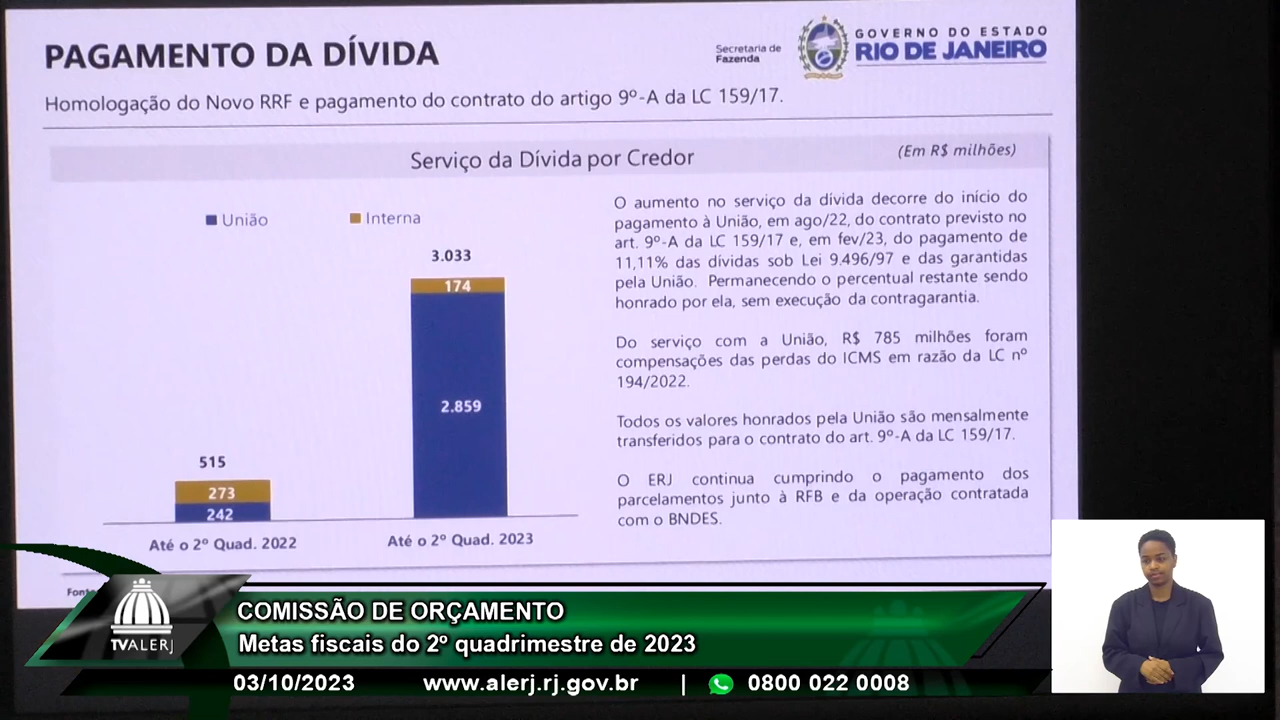 PAGAMENTO DA DÍVIDA
Secretaria de
Fazenda
GOVERNO DO ESTADO
RIO DE JANEIRO
Homologação do Novo RRF e pagamento do contrato do artigo 9º-A da LC 159/17.
Serviço da Dívida por Credor
(Em R$ milhões)
União
Interna
3.033
174
2.859
515
273
242
Até o 2º Quad. 2022
Até o 2º Quad. 2023
O aumento no serviço da dívida decorre do início do
pagamento à União, em ago/22, do contrato previsto no
art. 9º-A da LC 159/17 e, em fev/23, do pagamento de
11,11% das dívidas sob Lei 9.496/97 e das garantidas
pela União. Permanecendo o percentual restante sendo
honrado por ela, sem execução da contragarantia.
Do serviço com a União, R$ 785 milhões foram
compensações das perdas do ICMS em razão da LC nº
194/2022.
Todos os valores honrados pela União são mensalmente
transferidos para o contrato do art. 9º-A da LC 159/17.
O ERJ continua cumprindo o pagamento dos
parcelamentos junto à RFB e da operação contratada
com o BNDES.
TVALERJ
COMISSÃO DE ORÇAMENTO
Metas fiscais do 2º quadrimestre de 2023
03/10/2023 www.alerj.rj.gov.br | 0800 022 0008